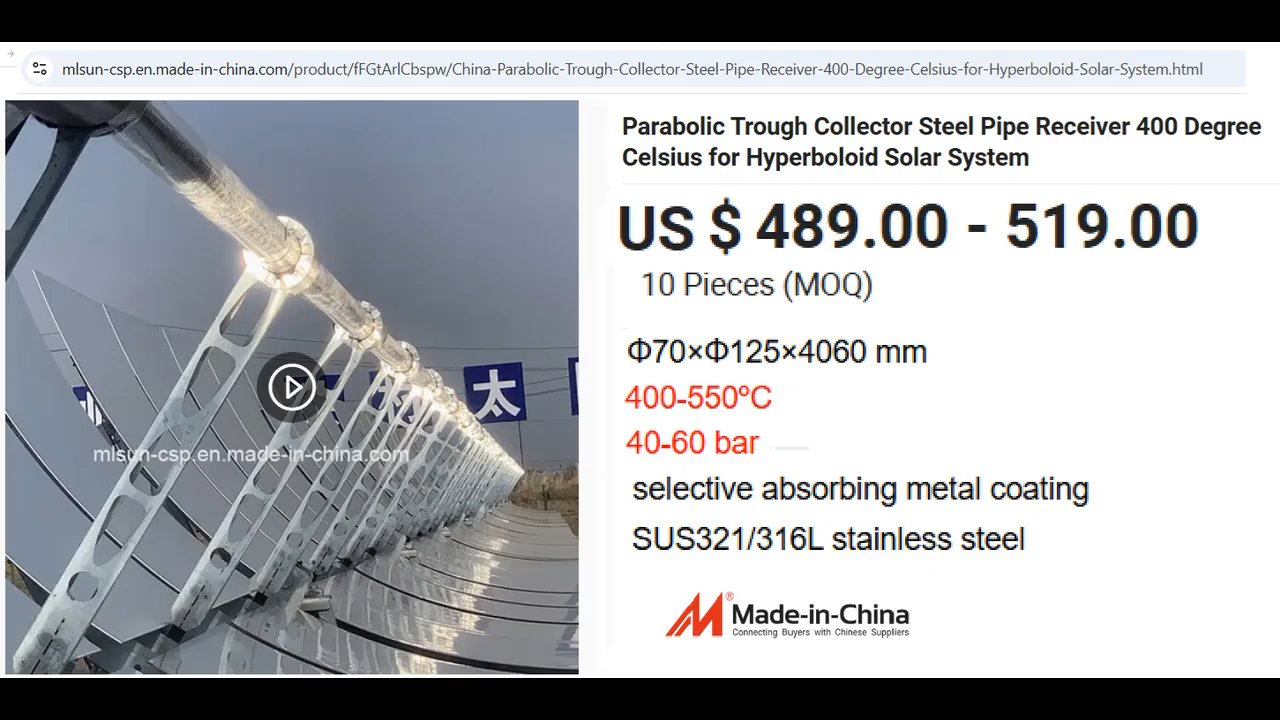 mlsun-csp.en.made-in-china.com/product/fFGtArlCbspw/China-Parabolic-Trough-Collector-Steel-Pipe-Receiver-400-Degree-Celsius-for-Hyperboloid-Solar-System.html
Parabolic Trough Collector Steel Pipe Receiver 400 Degree
Celsius for Hyperboloid Solar System
US $ 489.00 - 519.00
10 Pieces (MOQ)
Φ70×Φ125×4060 mm
400-550ºC
40-60 bar
selective absorbing metal coating
SUS321/316L stainless steel
Made-in-China
Connecting Buyers with Chinese Suppliers
太
mlsun-csp.en.made-in-china.com